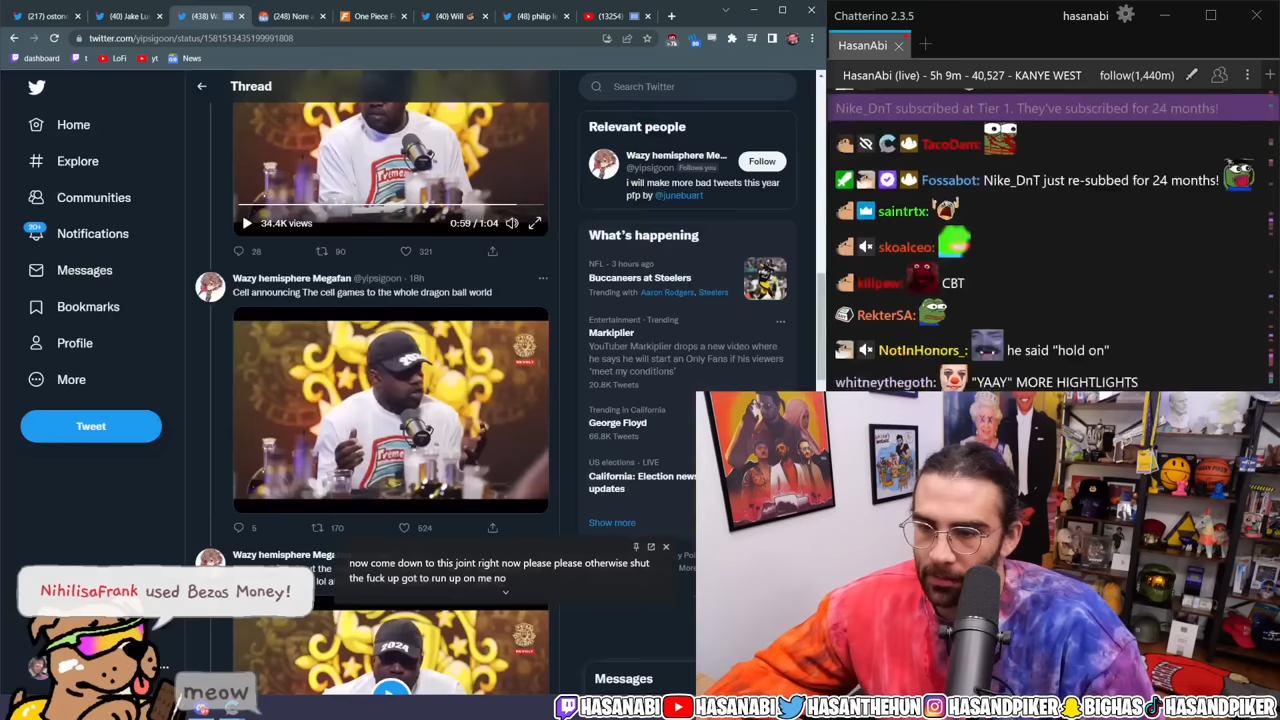 (217) oston
(40) Jake Lu
(438) W
(248) Nore a
One Piece F
(40) Will
(48) philip l
(13254)
twitter.com/yipsigoon/status/1581513435199991808
dashboard
t
LoFi
yt
News
Home
Explore
Communities
20+
Notifications
Messages
Bookmarks
Profile
More
Tweet
Thread
34.4K views
0:59 / 1:04
28
90
321
Wazy hemisphere Megafan @yipsigoon · 18h
Cell announcing The cell games to the whole dragon ball world
REVOLT
5
170
524
Wazy hemisphere Mega
lol a
now come down to this joint right now please please otherwise shut
the fuck up got to run up on me no
2024
REVOLT
Search Twitter
Relevant people
Wazy hemisphere Me...
@yipsigoon Follows you
Follow
i will make more bad tweets this year
pfp by @junebuart
What's happening
NFL · 3 hours ago
Buccaneers at Steelers
Trending with Aaron Rodgers, Steelers
Entertainment · Trending
Markiplier
YouTuber Markiplier drops a new video where
he says he will start an Only Fans if his viewers
'meet my conditions'
20.8K Tweets
Trending in California
George Floyd
66.8K Tweets
US elections · LIVE
California: Election news
updates
Show more
Messages
Chatterino 2.3.5
hasanabi
HasanAbi
HasanAbi (live) - 5h 9m - 40,527 - KANYE WEST
follow(1,440m)
Nike_DnT subscribed at Tier 1. They've subscribed for 24 months!
TacoDam:
Fossabot: Nike_DnT just re-subbed for 24 months!
saintrtx:
skoalceo:
CBT
RekterSA:
NotInHonors_: he said "hold on"
whitneythegoth: "YAAY" MORE HIGHTLIGHTS
NihilisaFrank used Bezos Money!
meow
HASANABI
HASANABI
HASANTHEHUN
HASANDPIKER
BIGHAS
HASANDPIKER